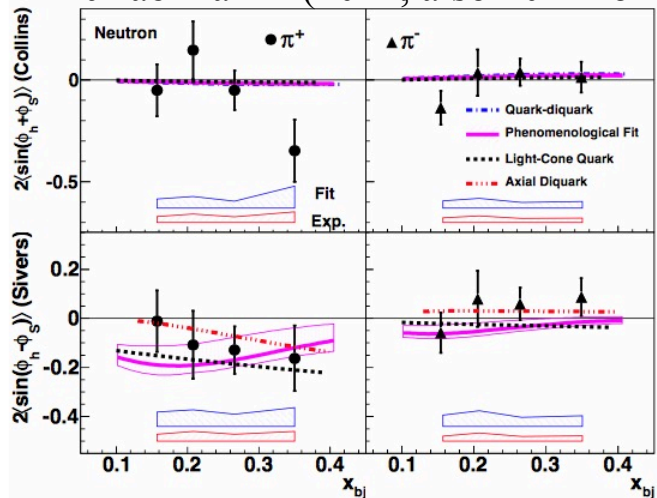 Neutron
π+
π-
2⟨sin(ϕh+ϕS)⟩ (Collins)
0
-0.5
Quark-diquark
Phenomenological Fit
Light-Cone Quark
Axial Diquark
Fit
Exp.
2⟨sin(ϕh-ϕS)⟩ (Sivers)
0.2
0
-0.2
-0.4
0.1 0.2 0.3 0.4 0.1 0.2 0.3 0.4
xbj xbj